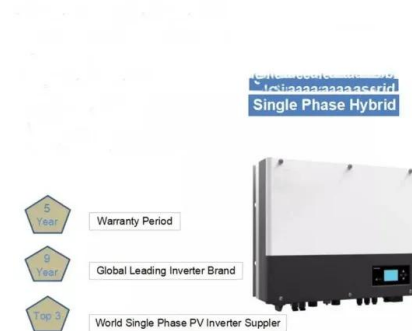 Single Phase Hybrid
5
Year
Warranty Period
9
Year
Global Leading Inverter Brand
Top 3
World Single Phase PV Inverter Suppler